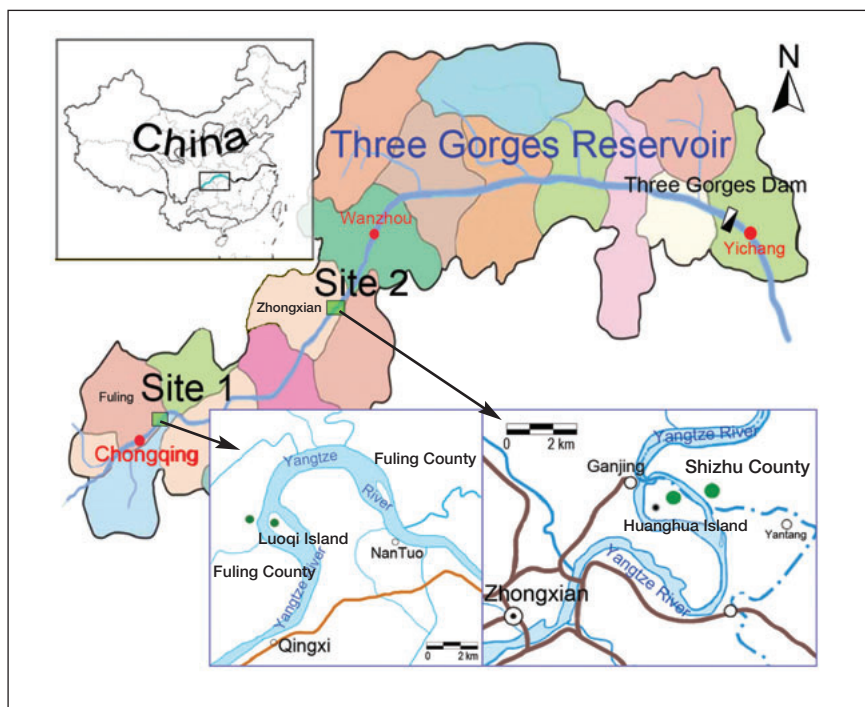 China
N
Three Gorges Reservoir
Three Gorges Dam
Wanzhou
Yichang
Site 2
Zhongxian
Site 1
Fuling
Chongqing
Yangtze
River
Fuling County
Luoqi Island
NanTuo
Fuling County
Yangtze River
Qingxi
0 2 km
0 2 km
Yangtze River
Ganjing
Shizhu County
Huanghua Island
Yantang
Yangtze River
Zhongxian